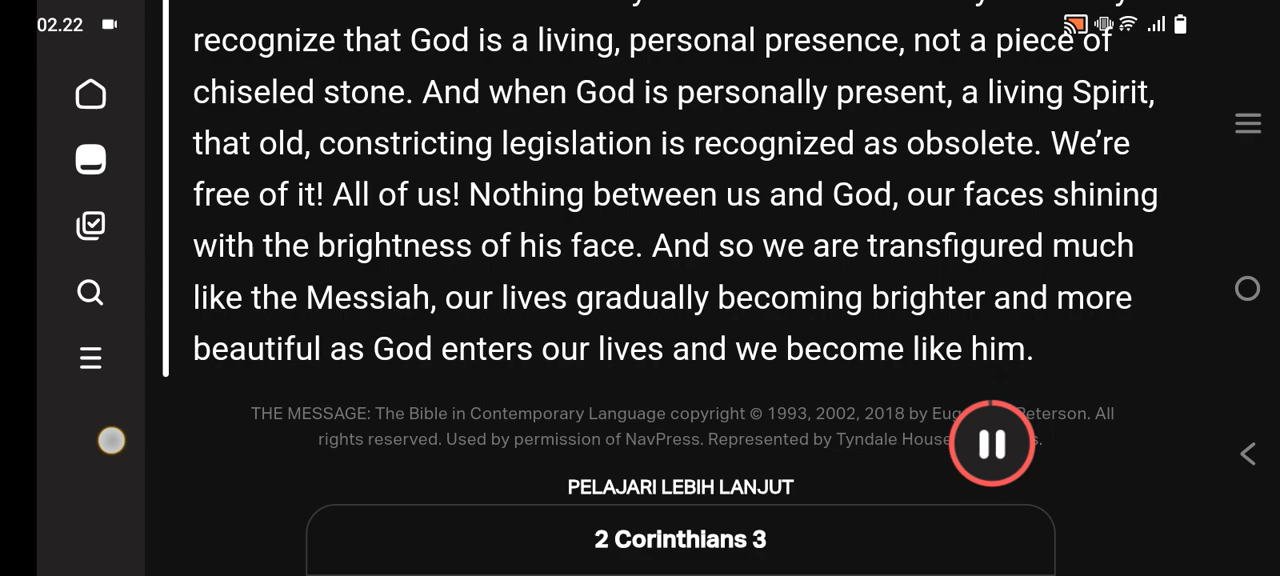 02.22
recognize that God is a living, personal presence, not a piece of
chiseled stone. And when God is personally present, a living Spirit,
that old, constricting legislation is recognized as obsolete. We’re
free of it! All of us! Nothing between us and God, our faces shining
with the brightness of his face. And so we are transfigured much
like the Messiah, our lives gradually becoming brighter and more
beautiful as God enters our lives and we become like him.
THE MESSAGE: The Bible in Contemporary Language copyright © 1993, 2002, 2018 by Peterson. All
rights reserved. Used by permission of NavPress. Represented by Tyndale House
PELAJARI LEBIH LANJUT
2 Corinthians 3